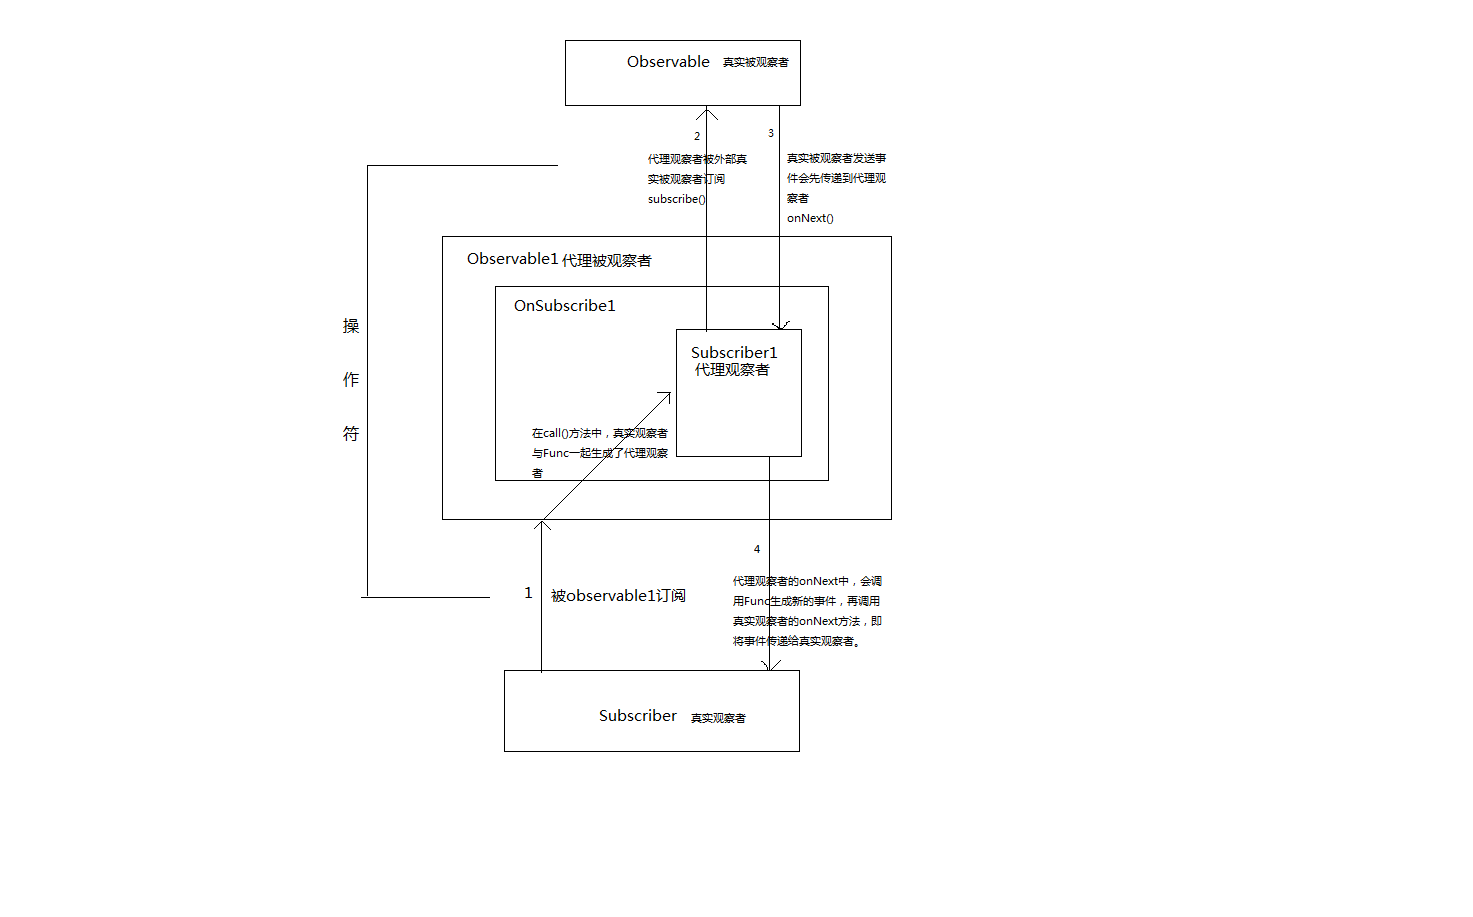 Observable 真实被观察者
2
3
代理观察者被外部真
实被观察者订阅
subscribe()
真实被观察者发送事
件会先传递到代理观
察者
onNext()
Observable1 代理被观察者
OnSubscribe1
操
作
符
Subscriber1
代理观察者
在call()方法中，真实观察者
与Func一起生成了代理观察
者
4
1 被observable1订阅
代理观察者的onNext中，会调
用Func生成新的事件，再调用
真实观察者的onNext方法，即
将事件传递给真实观察者。
Subscriber 真实观察者